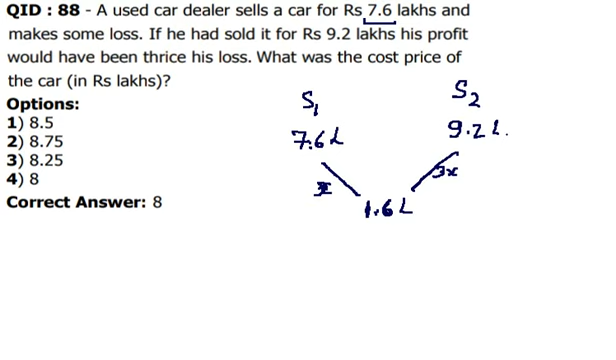 QID : 88 - A used car dealer sells a car for Rs 7.6 lakhs and
makes some loss. If he had sold it for Rs 9.2 lakhs his profit
would have been thrice his loss. What was the cost price of
the car (in Rs lakhs)?
Options:
1) 8.5
2) 8.75
3) 8.25
4) 8
Correct Answer: 8
S1 S2
7.6L 9.2L.
x 3x
1.6L